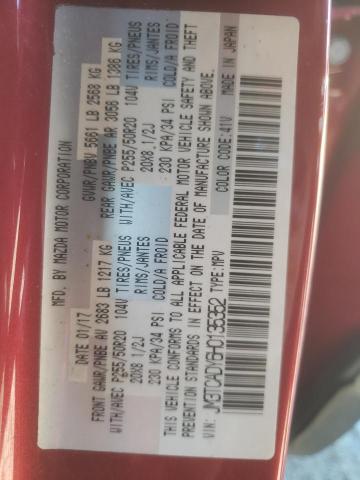 MFD. BY MAZDA MOTOR CORPORATION
DATE 01/17 GVWR/PNBV 5661 LB 2568 KG
FRONT GAWR/PNBE AV 2683 LB 1217 KG REAR GAWR/PNBE AR 3056 LB 1386 KG
WITH/AVEC P255/50R20 104V TIRES/PNEUS WITH/AVEC P255/50R20 104V TIRES/PNEUS
20X8 1/2J RIMS/JANTES 20X8 1/2J RIMS/JANTES
230 KPA/34 PSI COLD/A FROID 230 KPA/34 PSI COLD/A FROID
THIS VEHICLE CONFORMS TO ALL APPLICABLE FEDERAL MOTOR VEHICLE SAFETY AND THEFT
PREVENTION STANDARDS IN EFFECT ON THE DATE OF MANUFACTURE SHOWN ABOVE.
VIN: JM3TCADY6H0135352 TYPE:MPV COLOR CODE:41V MADE IN JAPAN